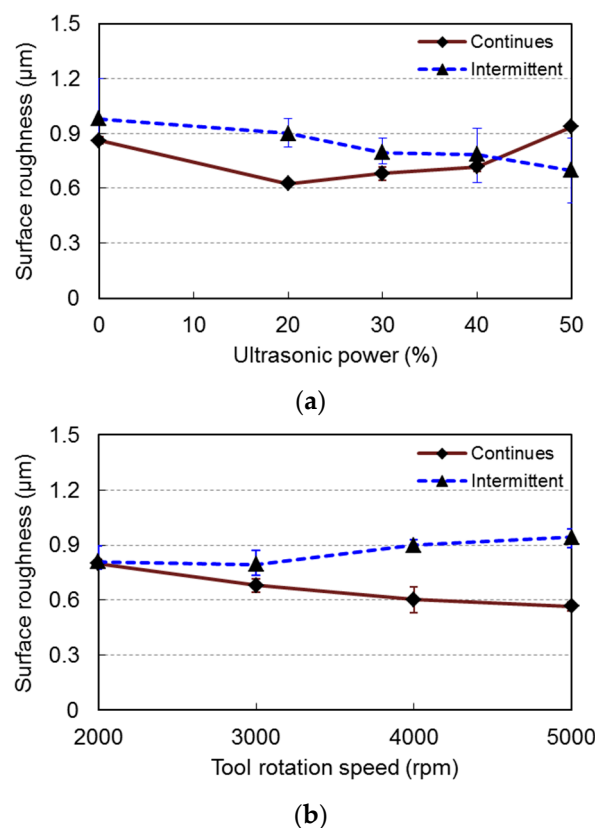 1.5
1.2
0.9
0.6
0.3
0
Surface roughness (μm)
Continues
Intermittent
0 10 20 30 40 50
Ultrasonic power (%)
(a)
1.5
1.2
0.9
0.6
0.3
0
Surface roughness (μm)
Continues
Intermittent
2000 3000 4000 5000
Tool rotation speed (rpm)
(b)